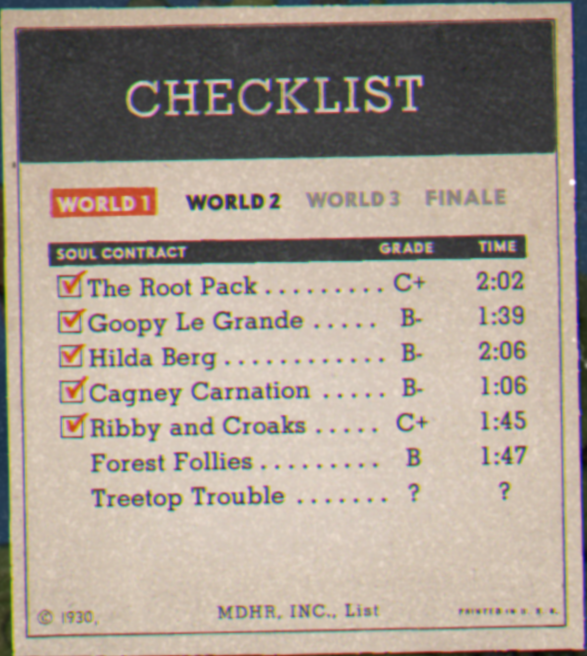 CHECKLIST
WORLD 1 WORLD 2 WORLD 3 FINALE
SOUL CONTRACT GRADE TIME
The Root Pack ......... C+ 2:02
Goopy Le Grande ..... B- 1:39
Hilda Berg ............ B- 2:06
Cagney Carnation ..... B- 1:06
Ribby and Croaks ..... C+ 1:45
Forest Follies ......... B 1:47
Treetop Trouble ....... ? ?
© 1930, MDHR, INC., List PRINTED IN U. S. A.